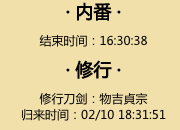 · 内番 ·
结束时间：16:30:38
· 修行 ·
修行刀剑：物吉贞宗
归来时间：02/10 18:31:51